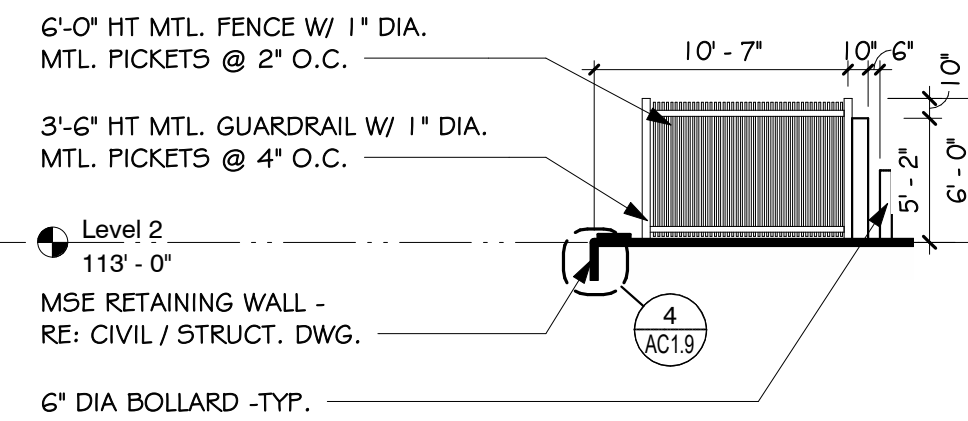 6'-0" HT MTL. FENCE W/ 1" DIA.
MTL. PICKETS @ 2" O.C.
10' - 7"
10"
6"
10"
3'-6" HT MTL. GUARDRAIL W/ 1" DIA.
MTL. PICKETS @ 4" O.C.
5' - 2"
6' - 0"
Level 2
113' - 0"
MSE RETAINING WALL -
RE: CIVIL / STRUCT. DWG.
4
AC1.9
6" DIA BOLLARD -TYP.